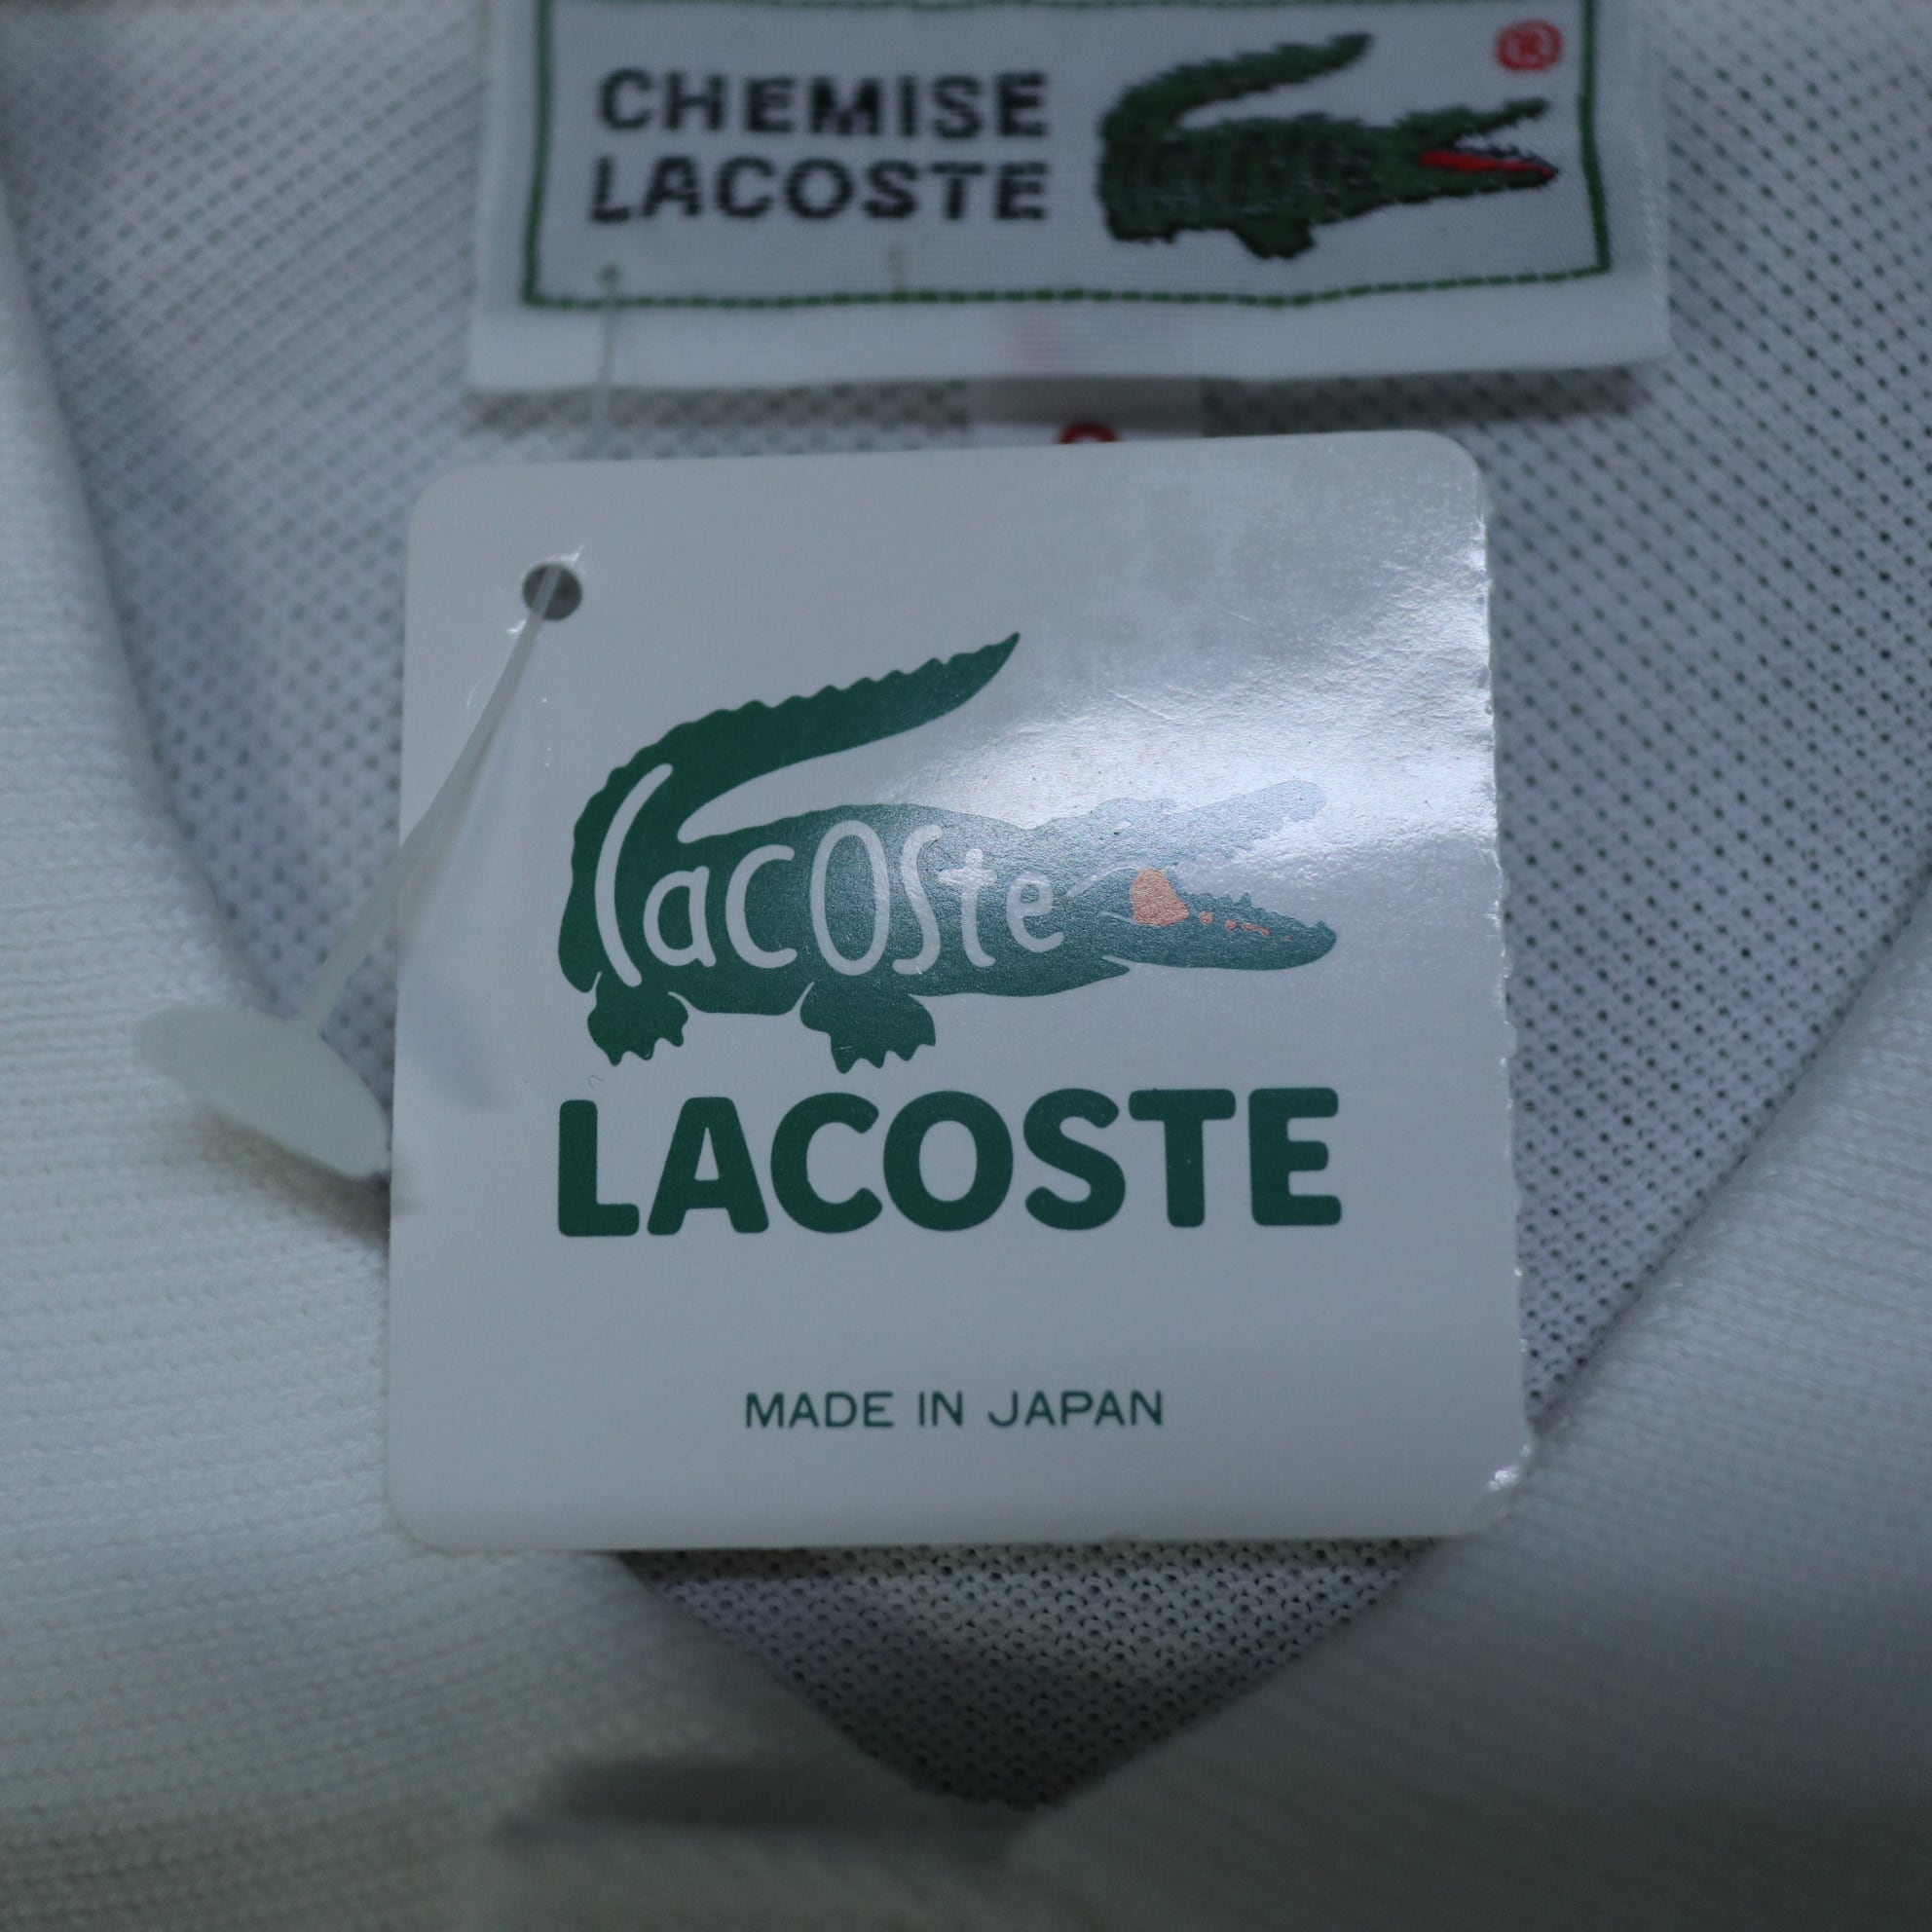 CHEMISE
LACOSTE
®
Lacoste
LACOSTE
MADE IN JAPAN